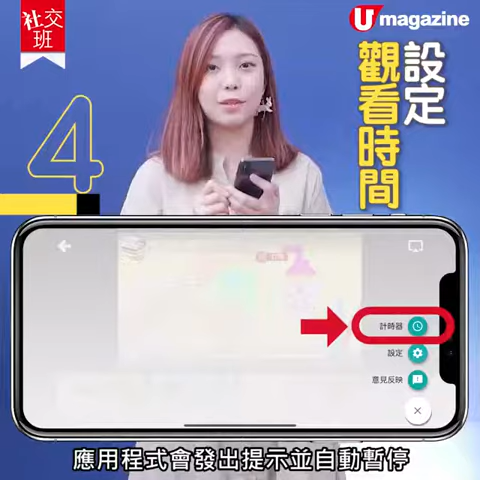 社交班
U magazine
設定
觀看時間
4
計時器
設定
意見反映
應用程式會發出提示並自動暫停